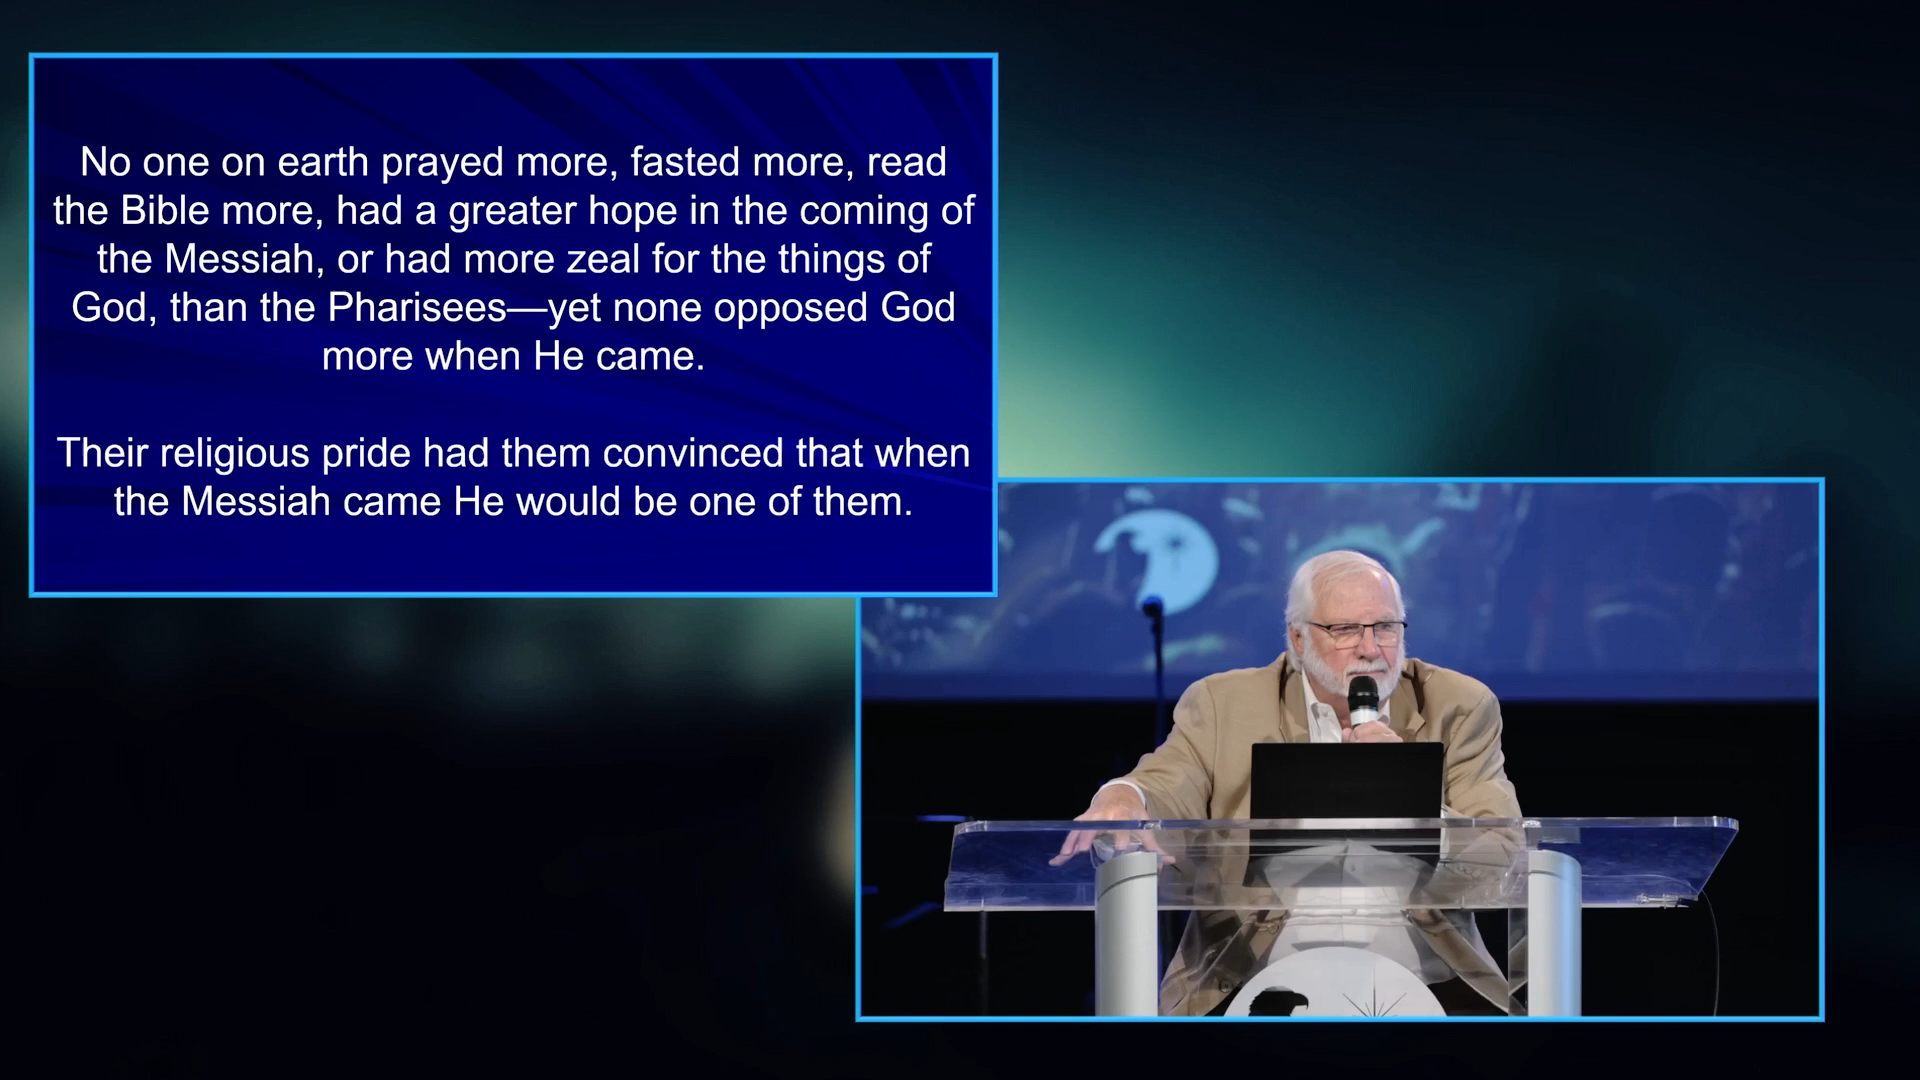 No one on earth prayed more, fasted more, read
the Bible more, had a greater hope in the coming of
the Messiah, or had more zeal for the things of
God, than the Pharisees—yet none opposed God
more when He came.
Their religious pride had them convinced that when
the Messiah came He would be one of them.